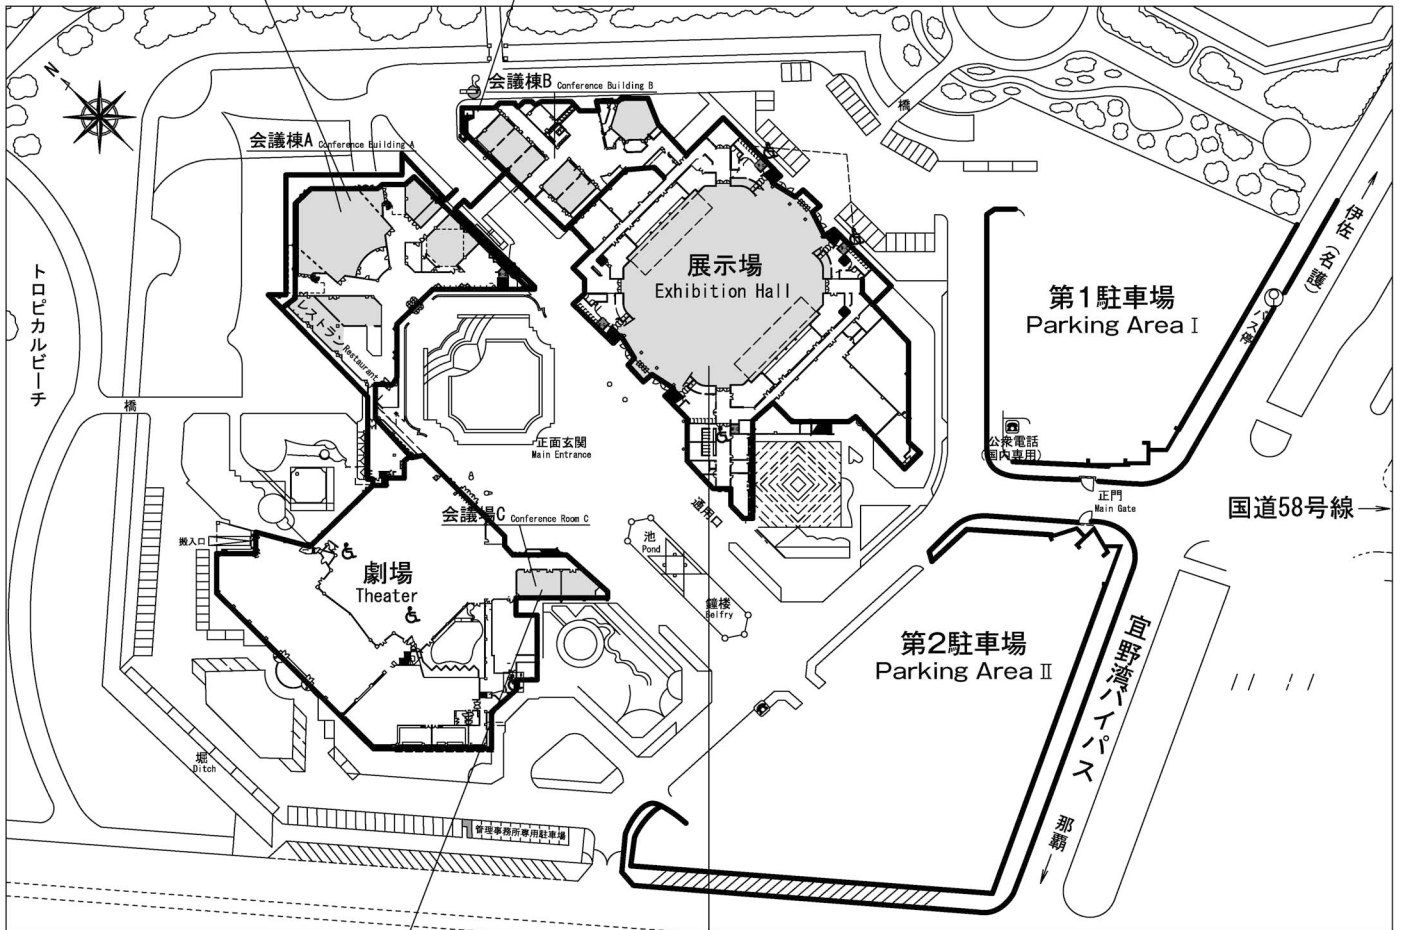 N
会議棟B Conference Building B
会議棟A Conference Building A
橋
展示場
Exhibition Hall
トロピカルビーチ
レストラン Restaurant
橋
正面玄関
Main Entrance
第1駐車場
Parking Area I
伊佐(名護)
バス停
公衆電話
(国内専用)
正門
Main Gate
国道58号線
通用口
会議場C Conference Room C
搬入口
池
Pond
劇場
Theater
鐘楼
Belfry
第2駐車場
Parking Area II
宜野湾バイパス
堀
Ditch
那覇
管理事務所専用駐車場